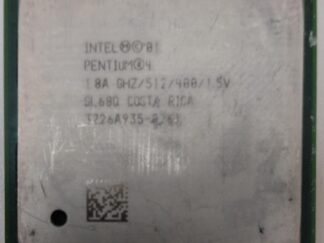 INTEL®©'01
PENTIUM®4
1.8A GHZ/512/400/1.5V
SL68Q COSTA RICA